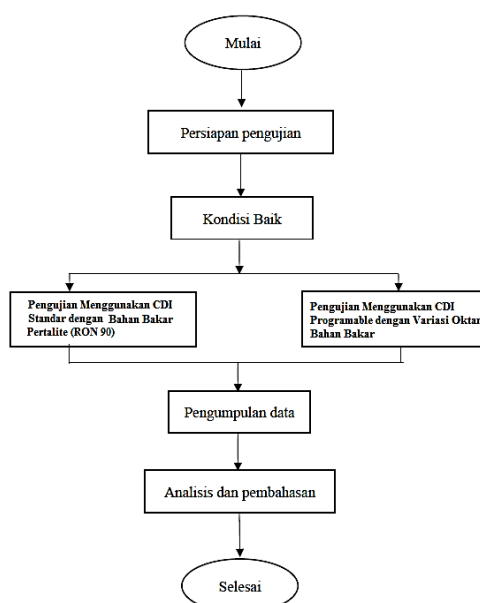 Mulai
Persiapan pengujian
Kondisi Baik
Pengujian Menggunakan CDI
Standar dengan Bahan Bakar
Pertalite (RON 90)
Pengujian Menggunakan CDI
Programable dengan Variasi Oktan
Bahan Bakar
Pengumpulan data
Analisis dan pembahasan
Selesai